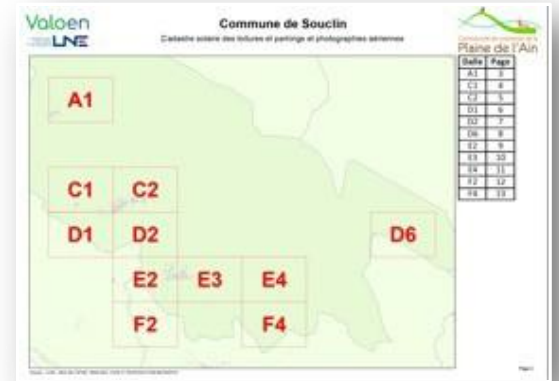 Valoen
LNE
Commune de Souclin
Cadastre solaire des toitures et parkings et photographies aériennes
Plaine de l'Ain
Dalle Page
A1 3
C1 4
C2 5
D1 6
D2 7
D6 8
E2 9
E3 10
E4 11
F2 12
F4 13
A1
C1 C2
D1 D2 D6
E2 E3 E4
F2 F4